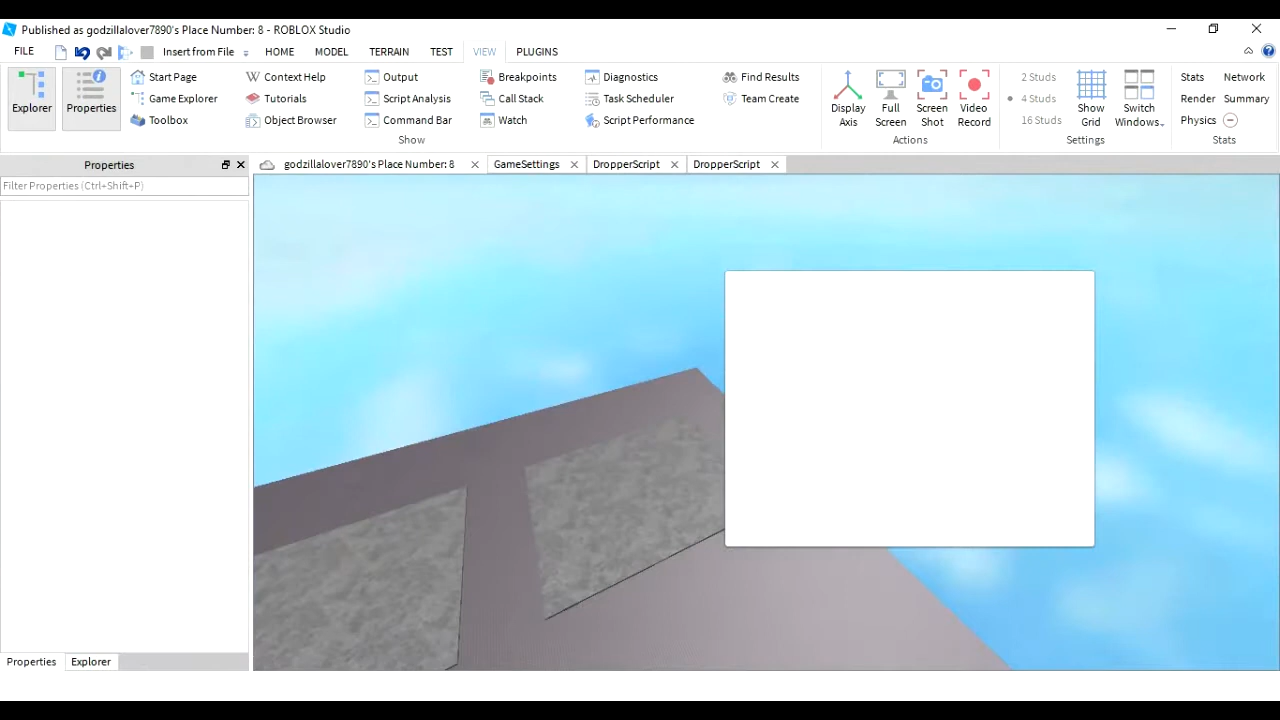 Published as godzillalover7890's Place Number: 8 - ROBLOX Studio
FILE Insert from File HOME MODEL TERRAIN TEST VIEW PLUGINS
Explorer
Properties
Start Page
Game Explorer
Toolbox
Context Help
Tutorials
Object Browser
Output
Script Analysis
Command Bar
Breakpoints
Call Stack
Watch
Diagnostics
Task Scheduler
Script Performance
Find Results
Team Create
Show
Display
Axis
Full
Screen
Screen
Shot
Video
Record
Actions
2 Studs
4 Studs
16 Studs
Show
Grid
Switch
Windows
Settings
Stats
Render
Physics
Network
Summary
Stats
Properties
Filter Properties (Ctrl+Shift+P)
godzillalover7890's Place Number: 8 GameSettings DropperScript DropperScript
Properties Explorer